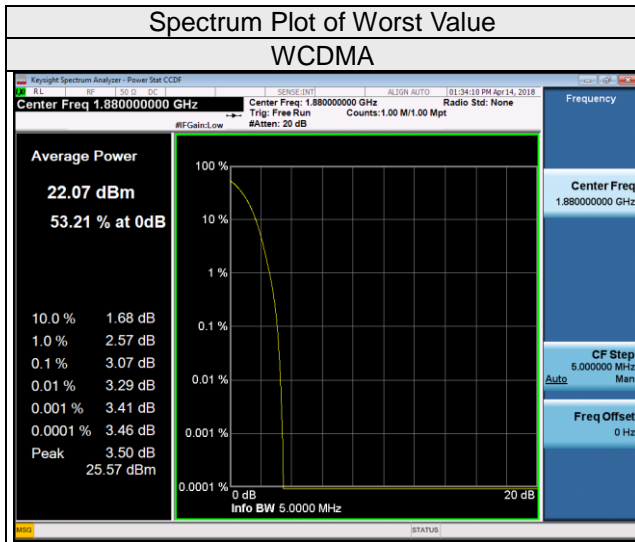 Spectrum Plot of Worst Value
WCDMA
Keysight Spectrum Analyzer - Power Stat CCDF
LXI RL RF 50 Ω DC SENSE:INT ALIGN AUTO 01:34:10 PM Apr 14, 2018
Center Freq 1.880000000 GHz
Center Freq: 1.880000000 GHz Radio Std: None
Trig: Free Run Counts:1.00 M/1.00 Mpt
#IFGain:Low #Atten: 20 dB
Frequency
Average Power
22.07 dBm
53.21 % at 0dB
10.0 % 1.68 dB
1.0 % 2.57 dB
0.1 % 3.07 dB
0.01 % 3.29 dB
0.001 % 3.41 dB
0.0001 % 3.46 dB
Peak 3.50 dB
25.57 dBm
100 %
10 %
1 %
0.1 %
0.01 %
0.001 %
0.0001 %
0 dB 20 dB
Info BW 5.0000 MHz
Center Freq
1.880000000 GHz
CF Step
5.000000 MHz
Auto Man
Freq Offset
0 Hz
MSG STATUS